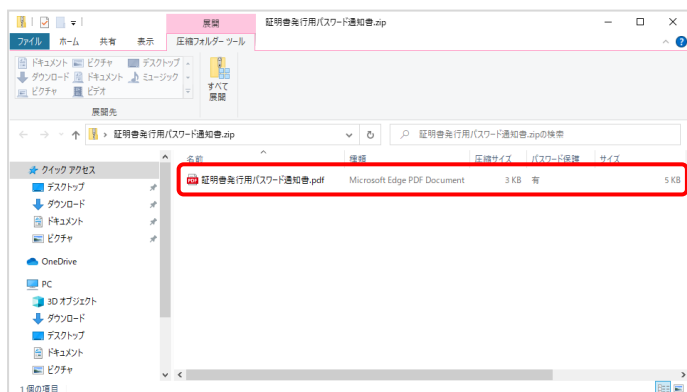 展開
証明書発行用パスワード通知書.zip
ファイル ホーム 共有 表示 圧縮フォルダー ツール
ドキュメント ピクチャ デスクトップ
ダウンロード ドキュメント ミュージック
ピクチャ ビデオ
すべて
展開
展開先
証明書発行用パスワード通知書.zip
証明書発行用パスワード通知書.zipの検索
名前 種類 圧縮サイズ パスワード保護 サイズ
証明書発行用パスワード通知書.pdf Microsoft Edge PDF Document 3 KB 有 5 KB
クイック アクセス
デスクトップ
ダウンロード
ドキュメント
ピクチャ
OneDrive
PC
3D オブジェクト
ダウンロード
デスクトップ
ドキュメント
ピクチャ
1 個の項目